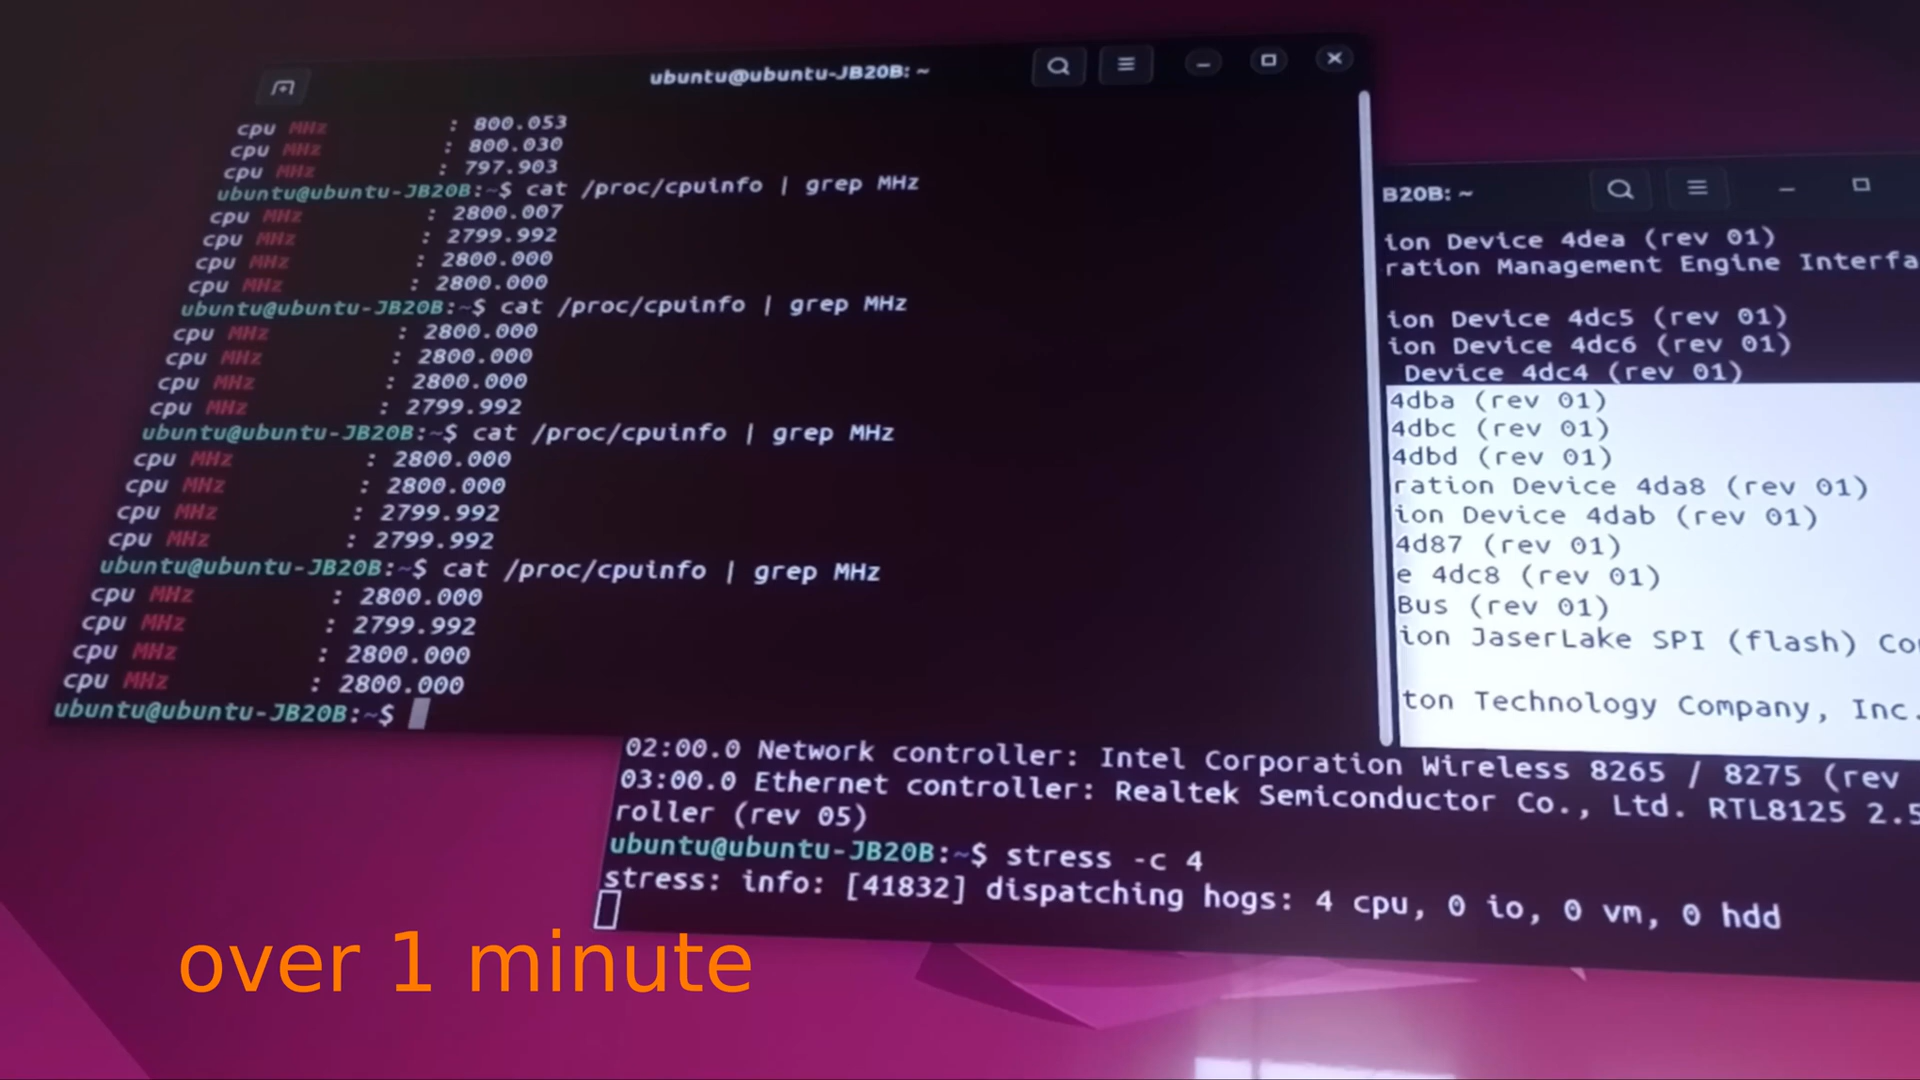 ubuntu@ubuntu-JB20B: ~
cpu MHz : 800.053
cpu MHz : 800.030
cpu MHz : 797.903
ubuntu@ubuntu-JB20B:~$ cat /proc/cpuinfo | grep MHz
cpu MHz : 2800.007
cpu MHz : 2799.992
cpu MHz : 2800.000
cpu MHz : 2800.000
ubuntu@ubuntu-JB20B:~$ cat /proc/cpuinfo | grep MHz
cpu MHz : 2800.000
cpu MHz : 2800.000
cpu MHz : 2800.000
cpu MHz : 2799.992
ubuntu@ubuntu-JB20B:~$ cat /proc/cpuinfo | grep MHz
cpu MHz : 2800.000
cpu MHz : 2800.000
cpu MHz : 2799.992
cpu MHz : 2799.992
ubuntu@ubuntu-JB20B:~$ cat /proc/cpuinfo | grep MHz
cpu MHz : 2800.000
cpu MHz : 2799.992
cpu MHz : 2800.000
cpu MHz : 2800.000
ubuntu@ubuntu-JB20B:~$
B20B: ~
ion Device 4dea (rev 01)
ration Management Engine Interfa
ion Device 4dc5 (rev 01)
ion Device 4dc6 (rev 01)
Device 4dc4 (rev 01)
4dba (rev 01)
4dbc (rev 01)
4dbd (rev 01)
ration Device 4da8 (rev 01)
ion Device 4dab (rev 01)
4d87 (rev 01)
e 4dc8 (rev 01)
Bus (rev 01)
ion JaserLake SPI (flash) Co
ton Technology Company, Inc.
02:00.0 Network controller: Intel Corporation Wireless 8265 / 8275 (rev
03:00.0 Ethernet controller: Realtek Semiconductor Co., Ltd. RTL8125 2.5
roller (rev 05)
ubuntu@ubuntu-JB20B:~$ stress -c 4
stress: info: [41832] dispatching hogs: 4 cpu, 0 io, 0 vm, 0 hdd
over 1 minute